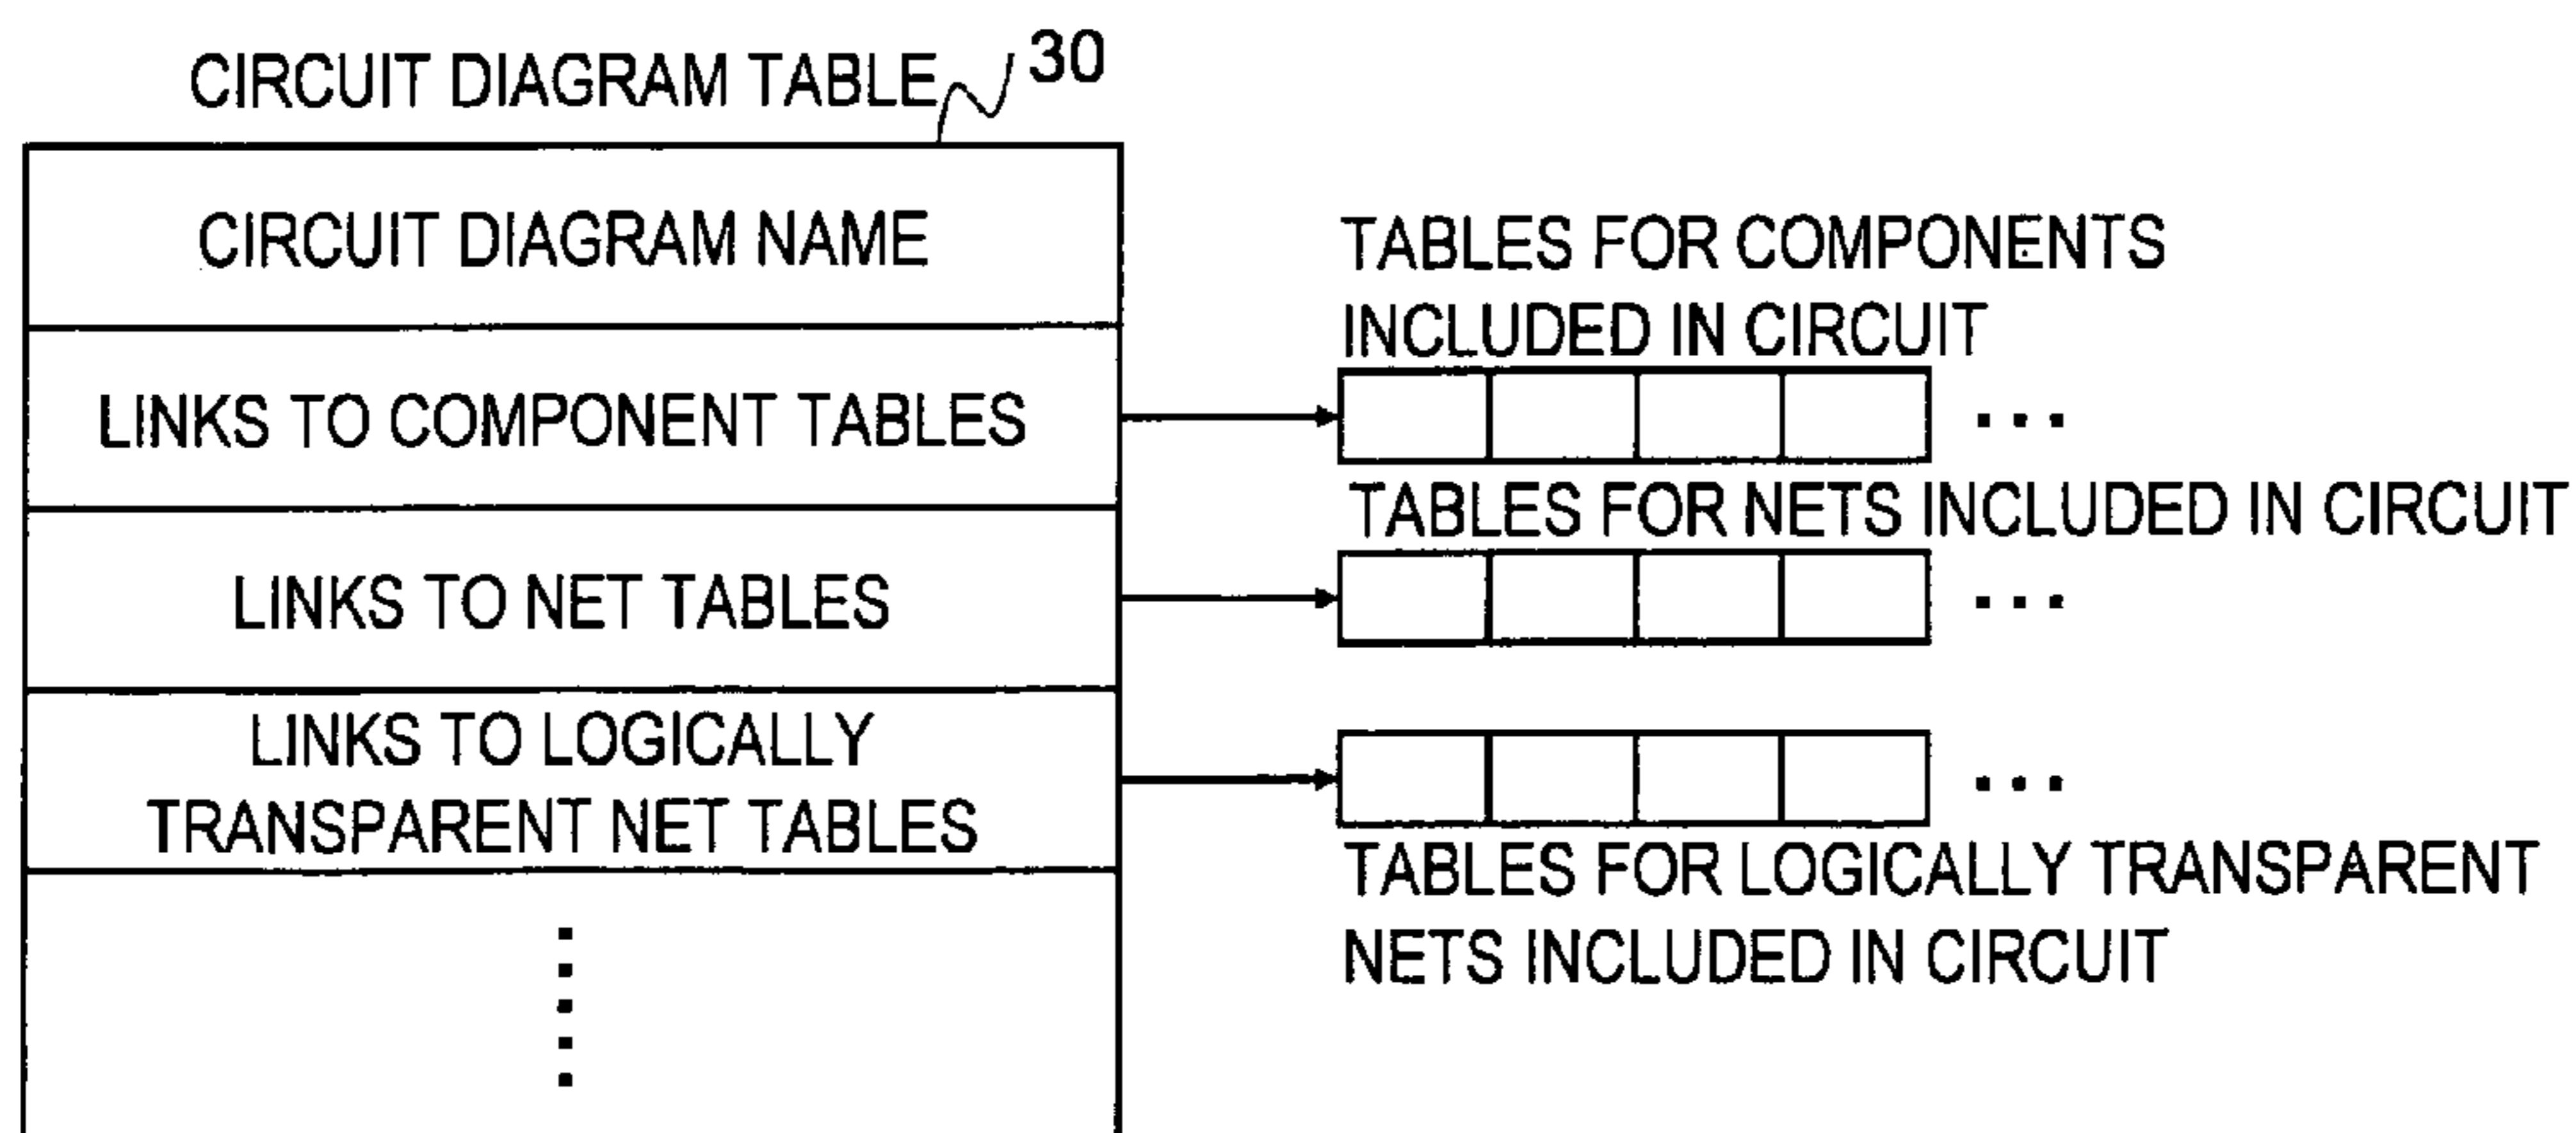 CIRCUIT DIAGRAM TABLE
30
CIRCUIT DIAGRAM NAME
LINKS TO COMPONENT TABLES
LINKS TO NET TABLES
LINKS TO LOGICALLY
TRANSPARENT NET TABLES
TABLES FOR COMPONENTS
INCLUDED IN CIRCUIT
TABLES FOR NETS INCLUDED IN CIRCUIT
TABLES FOR LOGICALLY TRANSPARENT
NETS INCLUDED IN CIRCUIT